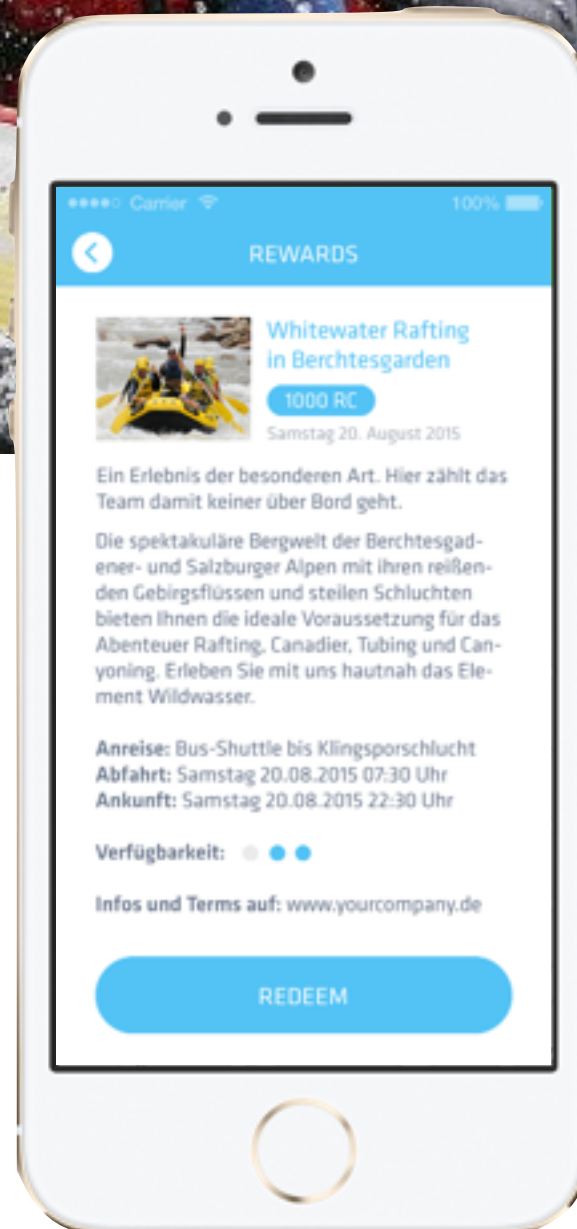 Carrier 100%
REWARDS
Whitewater Rafting
in Berchtesgarden
1000 RC
Samstag 20. August 2015
Ein Erlebnis der besonderen Art. Hier zählt das
Team damit keiner über Bord geht.
Die spektakuläre Bergwelt der Berchtesgad-
ener- und Salzburger Alpen mit ihren reißen-
den Gebirgsflüssen und steilen Schluchten
bieten Ihnen die ideale Voraussetzung für das
Abenteuer Rafting, Canadier, Tubing und Can-
yoning. Erleben Sie mit uns hautnah das Ele-
ment Wildwasser.
Anreise: Bus-Shuttle bis Klingsporschlucht
Abfahrt: Samstag 20.08.2015 07:30 Uhr
Ankunft: Samstag 20.08.2015 22:30 Uhr
Verfügbarkeit:
Infos und Terms auf: www.yourcompany.de
REDEEM